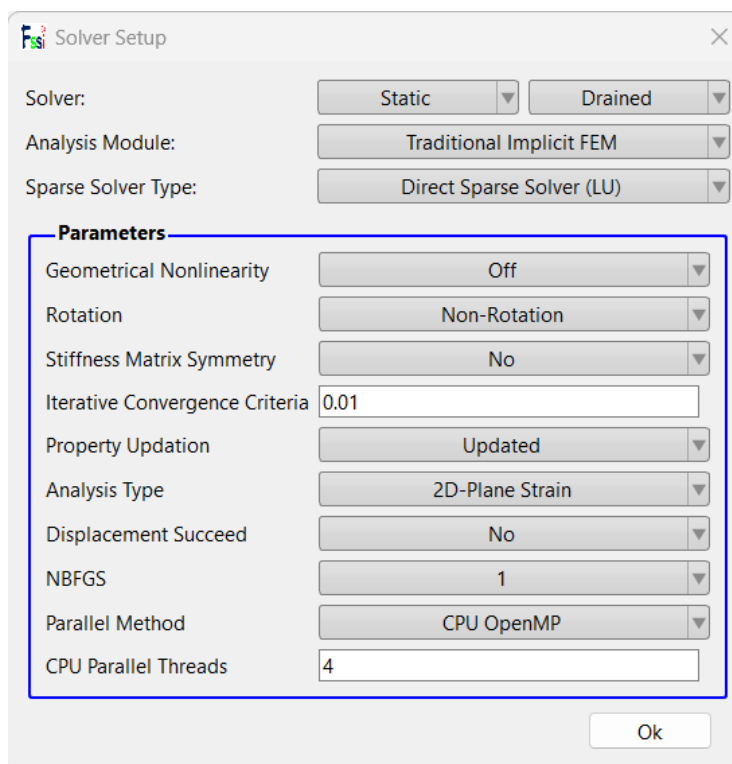 Fssi Solver Setup
Solver: Static Drained
Analysis Module: Traditional Implicit FEM
Sparse Solver Type: Direct Sparse Solver (LU)
Parameters
Geometrical Nonlinearity Off
Rotation Non-Rotation
Stiffness Matrix Symmetry No
Iterative Convergence Criteria 0.01
Property Updation Updated
Analysis Type 2D-Plane Strain
Displacement Succeed No
NBFGS 1
Parallel Method CPU OpenMP
CPU Parallel Threads 4
Ok